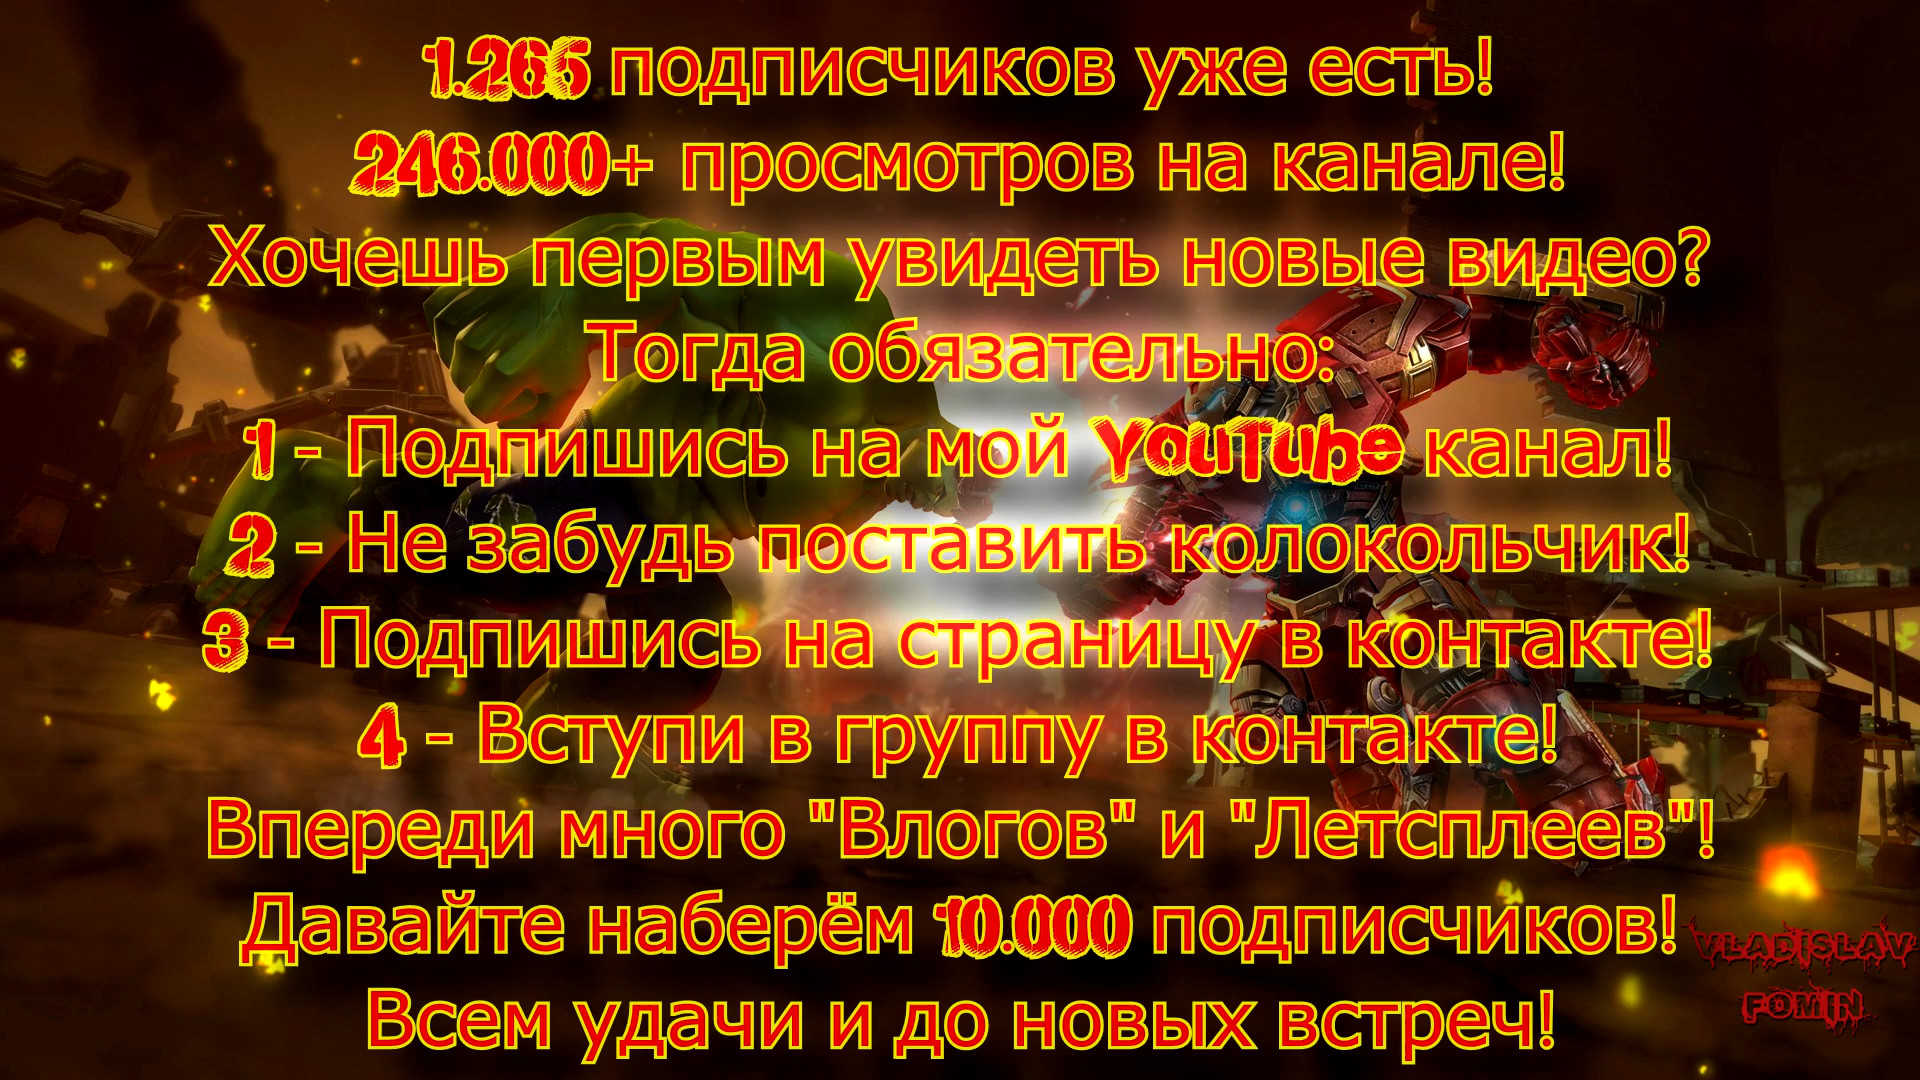 1.265 подписчиков уже есть!
246.000+ просмотров на канале!
Хочешь первым увидеть новые видео?
Тогда обязательно:
1 - Подпишись на мой YouTube канал!
2 - Не забудь поставить колокольчик!
3 - Подпишись на страницу в контакте!
4 - Вступи в группу в контакте!
Впереди много "Влогов" и "Летсплеев"!
Давайте наберём 10.000 подписчиков!
VLADISLAV
FOMIN
Всем удачи и до новых встреч!